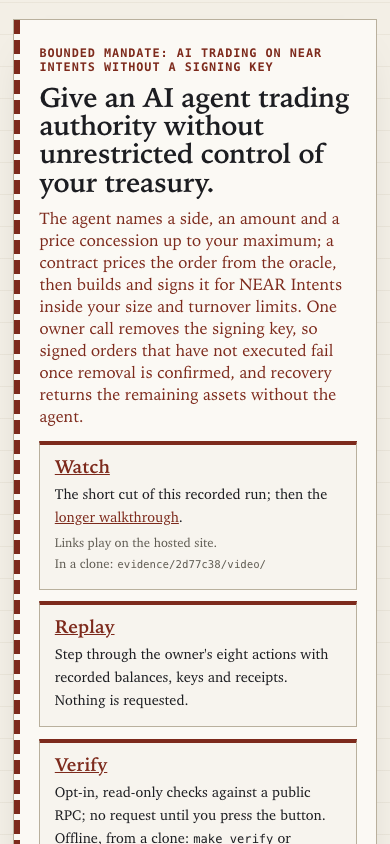 BOUNDED MANDATE: AI TRADING ON NEAR
INTENTS WITHOUT A SIGNING KEY
Give an AI agent trading
authority without
unrestricted control of
your treasury.
The agent names a side, an amount and a
price concession up to your maximum; a
contract prices the order from the oracle,
then builds and signs it for NEAR Intents
inside your size and turnover limits. One
owner call removes the signing key, so
signed orders that have not executed fail
once removal is confirmed, and recovery
returns the remaining assets without the
agent.
Watch
The short cut of this recorded run; then the
longer walkthrough.
Links play on the hosted site.
In a clone: evidence/2d77c38/video/
Replay
Step through the owner's eight actions with
recorded balances, keys and receipts.
Nothing is requested.
Verify
Opt-in, read-only checks against a public
RPC; no request until you press the button.
Offline, from a clone: make verify or